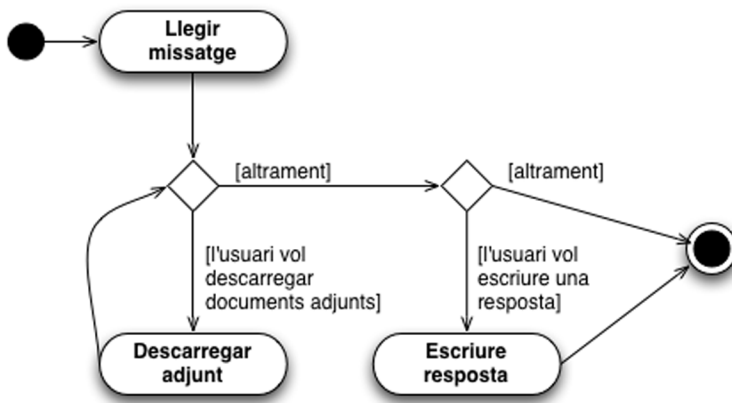 Llegir
missatge
[altrament]
[altrament]
[l'usuari vol
descarregar
documents adjunts]
[l'usuari vol
escriure una
resposta]
Descarregar
adjunt
Escriure
resposta